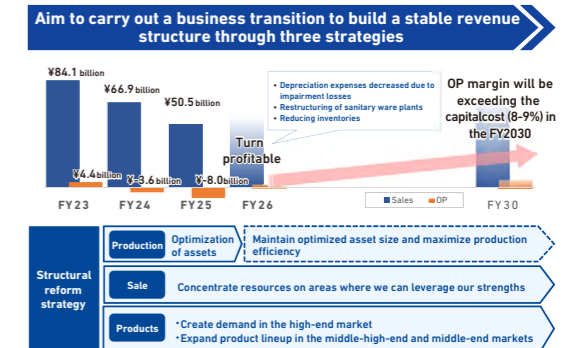 Aim to carry out a business transition to build a stable revenue
structure through three strategies
¥84.1 billion
¥66.9 billion
¥50.5 billion
• Depreciation expenses decreased due to
impairment losses
• Restructuring of sanitary ware plants
• Reducing inventories
OP margin will be
exceeding the
capitalcost (8-9%) in
the FY2030
Turn
profitable
¥4.4 billion
¥-3.6 billion
¥-8.0 billion
FY23
FY24
FY25
FY26
Sales
OP
FY30
Structural
reform
strategy
Production
Optimization
of assets
Maintain optimized asset size and maximize production
efficiency
Sale
Concentrate resources on areas where we can leverage our strengths
Products
・Create demand in the high-end market
・Expand product lineup in the middle-high-end and middle-end markets